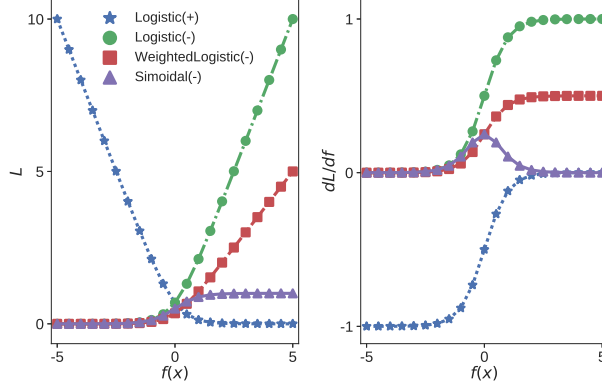 10
5
0
L
Logistic(+)
Logistic(-)
WeightedLogistic(-)
Simoidal(-)
-5 0 5
f(x)
1
0
-1
dL/df
-5 0 5
f(x)